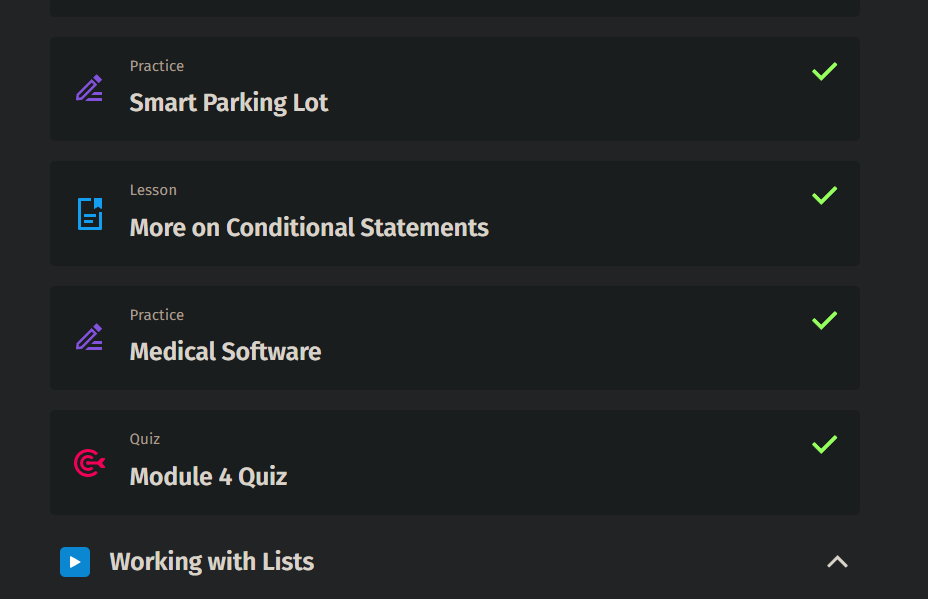 Practice
Smart Parking Lot
Lesson
More on Conditional Statements
Practice
Medical Software
Quiz
Module 4 Quiz
Working with Lists